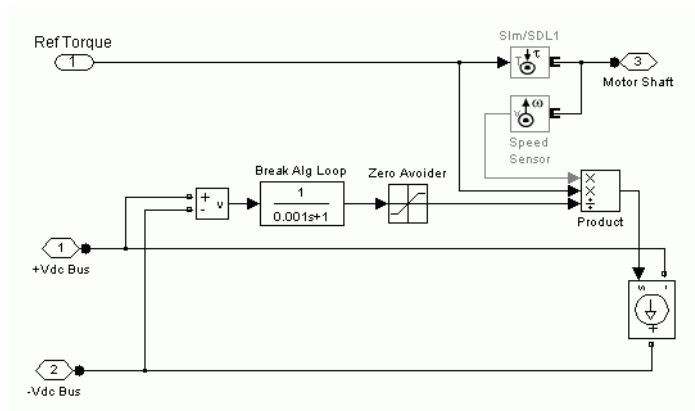 Ref Torque
1
Slm/SDL1
T
τ
3
Motor Shaft
ω
Speed
Sensor
Break Alg Loop
1
0.001s+1
Zero Avoider
+
-
v
×
×
÷
Product
1
+Vdc Bus
S
-
+
2
-Vdc Bus